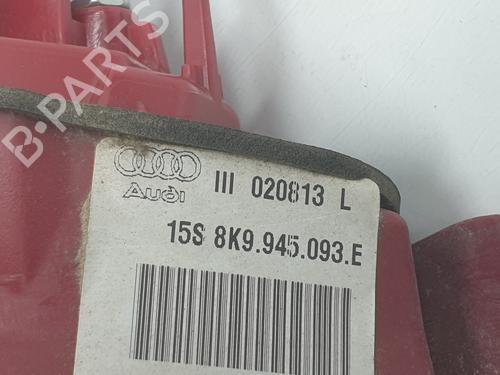 B-PARTS
Audi
III 020813 L
15S 8K9.945.093.E